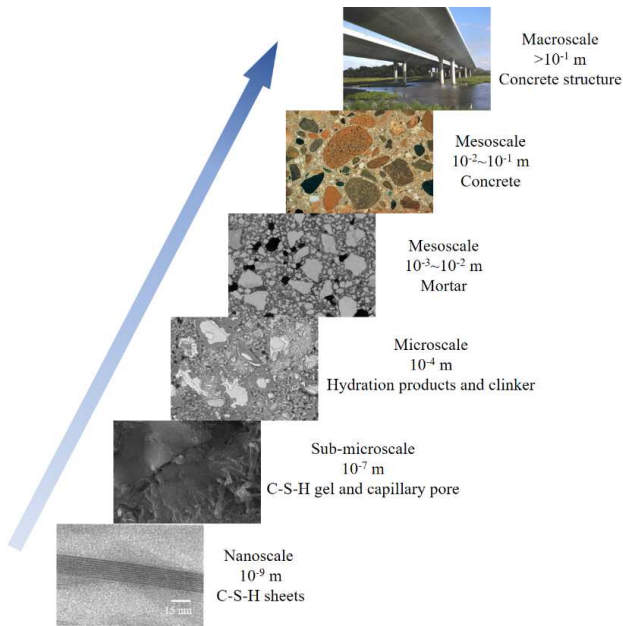 Macroscale
>10⁻¹ m
Concrete structure
Mesoscale
10⁻²~10⁻¹ m
Concrete
Mesoscale
10⁻³~10⁻² m
Mortar
Microscale
10⁻⁴ m
Hydration products and clinker
Sub-microscale
10⁻⁷ m
C-S-H gel and capillary pore
Nanoscale
10⁻⁹ m
C-S-H sheets
15 nm